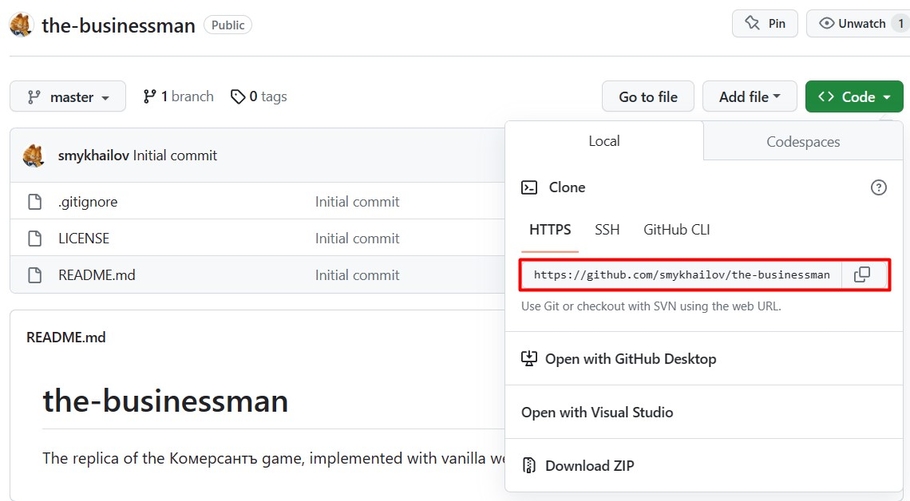 the-businessman Public Pin Unwatch 1
master 1 branch 0 tags Go to file Add file Code
smykhailov Initial commit
.gitignore Initial commit
LICENSE Initial commit
README.md Initial commit
Local Codespaces
Clone
HTTPS SSH GitHub CLI
https://github.com/smykhailov/the-businessman
Use Git or checkout with SVN using the web URL.
Open with GitHub Desktop
Open with Visual Studio
Download ZIP
README.md
the-businessman
The replica of the Комерсантъ game, implemented with vanilla